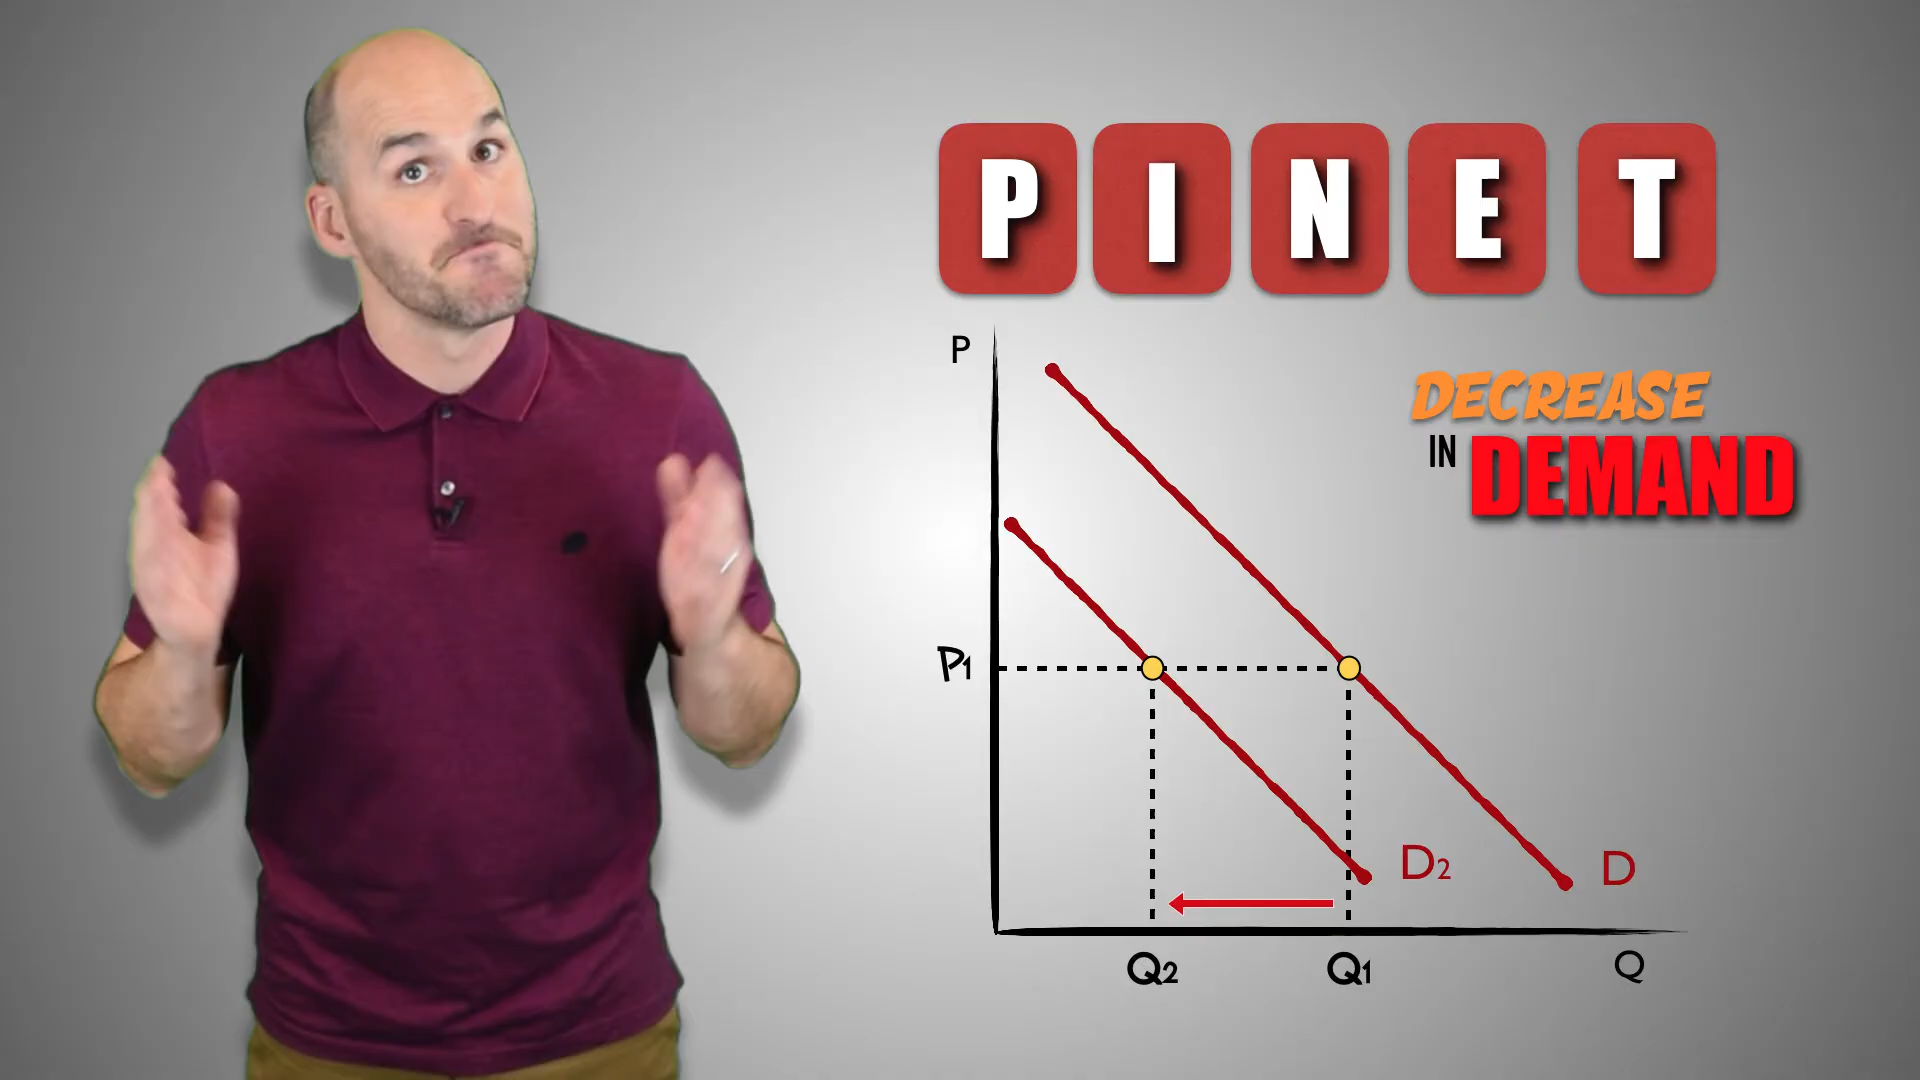 P I N E T
P
DECREASE
IN DEMAND
P1
D2
D
Q2
Q1
Q